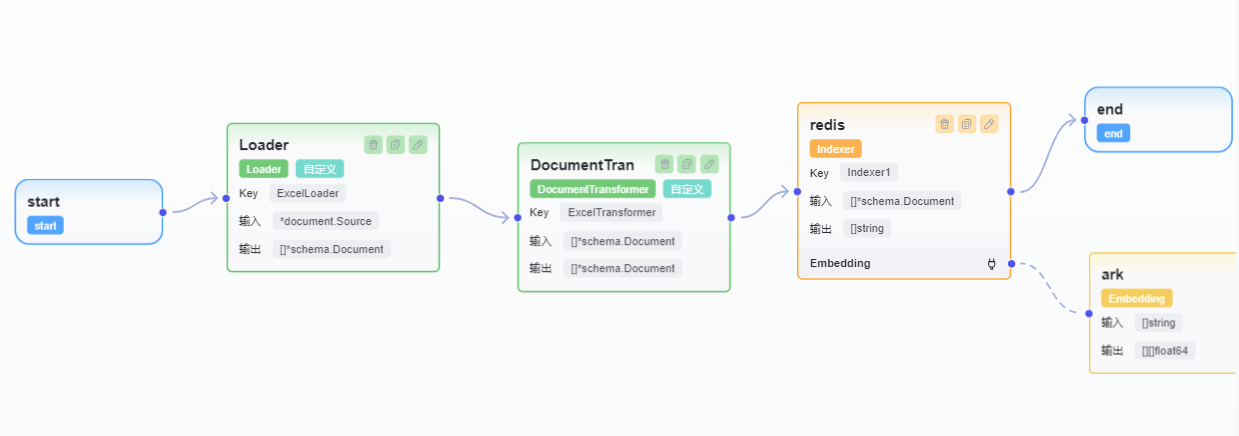 start
start
Loader
Loader 自定义
Key ExcelLoader
输入 *document.Source
输出 []*schema.Document
DocumentTran
DocumentTransformer 自定义
Key ExcelTransformer
输入 []*schema.Document
输出 []*schema.Document
redis
Indexer
Key Indexer1
输入 []*schema.Document
输出 []string
Embedding
end
end
ark
Embedding
输入 []string
输出 [][]float64